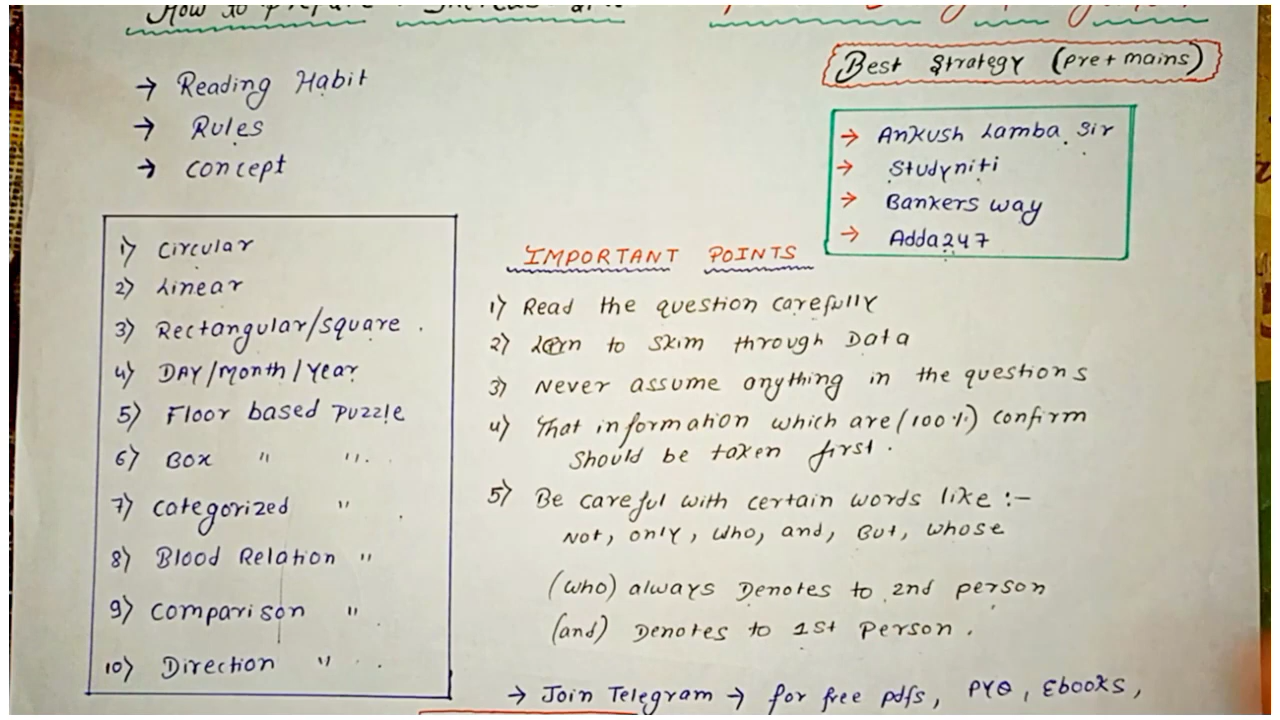 How to prepare
Best Strategy (pre+mains)
→ Reading Habit
→ Rules
→ concept
→ Ankush Lamba Sir
→ Studyniti
→ Bankers way
→ Adda247
1) Circular
2) Linear
3) Rectangular/square.
4) DAY/month/year
5) Floor based puzzle
6) Box " ".
7) categorized " .
8) Blood Relation "
9) comparison "
10) Direction " .
IMPORTANT POINTS
1) Read the question carefully
2) Learn to skim through Data
3) Never assume anything in the questions
4) That information which are (100%) confirm
should be taken first.
5) Be careful with certain words like :-
Not, only, who, and, But, whose
(who) always Denotes to 2nd person
(and) Denotes to 1st Person.
→ Join Telegram → for free pdfs, PYQ, Ebooks,